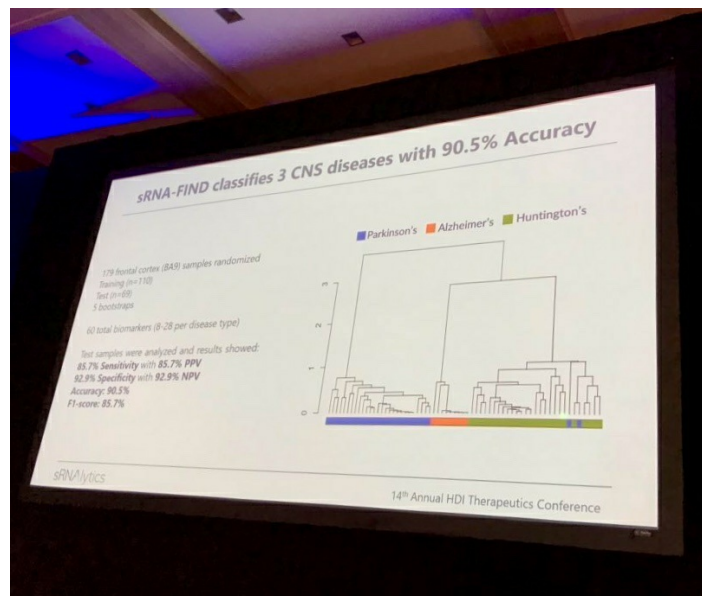 sRNA-FIND classifies 3 CNS diseases with 90.5% Accuracy
Parkinson's Alzheimer's Huntington's
179 frontal cortex (BA9) samples randomized
Training (n=110)
Test (n=69)
5 bootstraps
60 total biomarkers (8-28 per disease type)
Test samples were analyzed and results showed:
85.7% Sensitivity with 85.7% PPV
92.9% Specificity with 92.9% NPV
Accuracy: 90.5%
F1-score: 85.7%
3
2
1
0
sRNAlytics
14th Annual HDI Therapeutics Conference